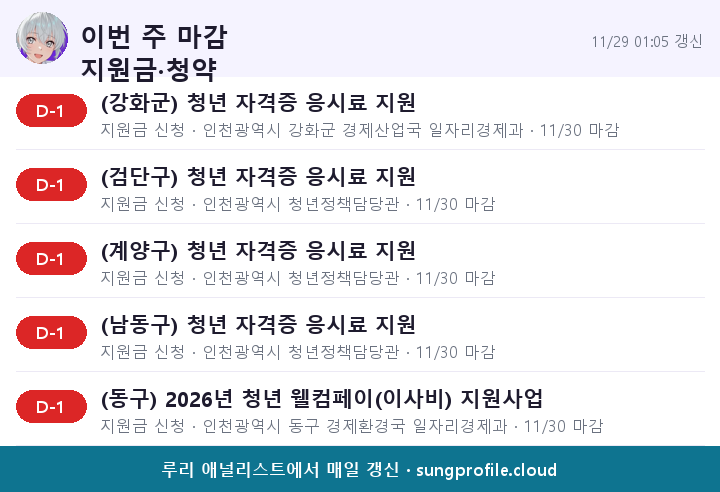 이번 주 마감
지원금·청약
11/29 01:05 갱신
D-1
(강화군) 청년 자격증 응시료 지원
지원금 신청 · 인천광역시 강화군 경제산업국 일자리경제과 · 11/30 마감
D-1
(검단구) 청년 자격증 응시료 지원
지원금 신청 · 인천광역시 청년정책담당관 · 11/30 마감
D-1
(계양구) 청년 자격증 응시료 지원
지원금 신청 · 인천광역시 청년정책담당관 · 11/30 마감
D-1
(남동구) 청년 자격증 응시료 지원
지원금 신청 · 인천광역시 청년정책담당관 · 11/30 마감
D-1
(동구) 2026년 청년 웰컴페이(이사비) 지원사업
지원금 신청 · 인천광역시 동구 경제환경국 일자리경제과 · 11/30 마감
루리 애널리스트에서 매일 갱신 · sungprofile.cloud